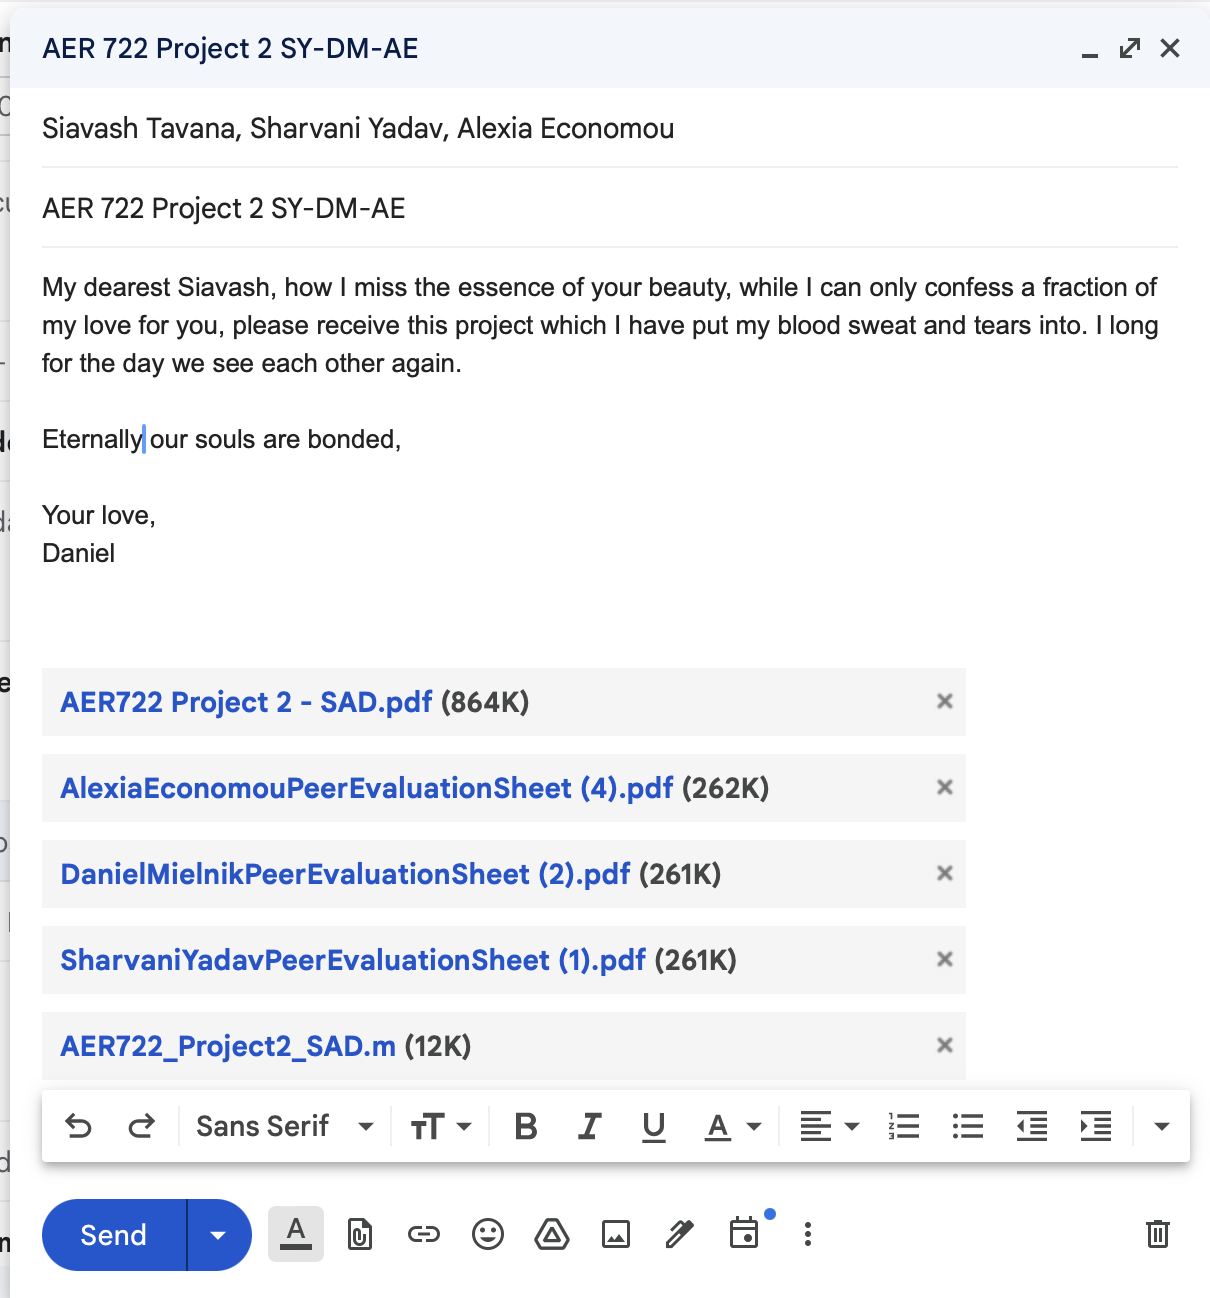 AER 722 Project 2 SY-DM-AE
Siavash Tavana, Sharvani Yadav, Alexia Economou
AER 722 Project 2 SY-DM-AE
My dearest Siavash, how I miss the essence of your beauty, while I can only confess a fraction of
my love for you, please receive this project which I have put my blood sweat and tears into. I long
for the day we see each other again.
Eternally our souls are bonded,
Your love,
Daniel
AER722 Project 2 - SAD.pdf (864K)
AlexiaEconomouPeerEvaluationSheet (4).pdf (262K)
DanielMielnikPeerEvaluationSheet (2).pdf (261K)
SharvaniYadavPeerEvaluationSheet (1).pdf (261K)
AER722_Project2_SAD.m (12K)
Sans Serif
Send